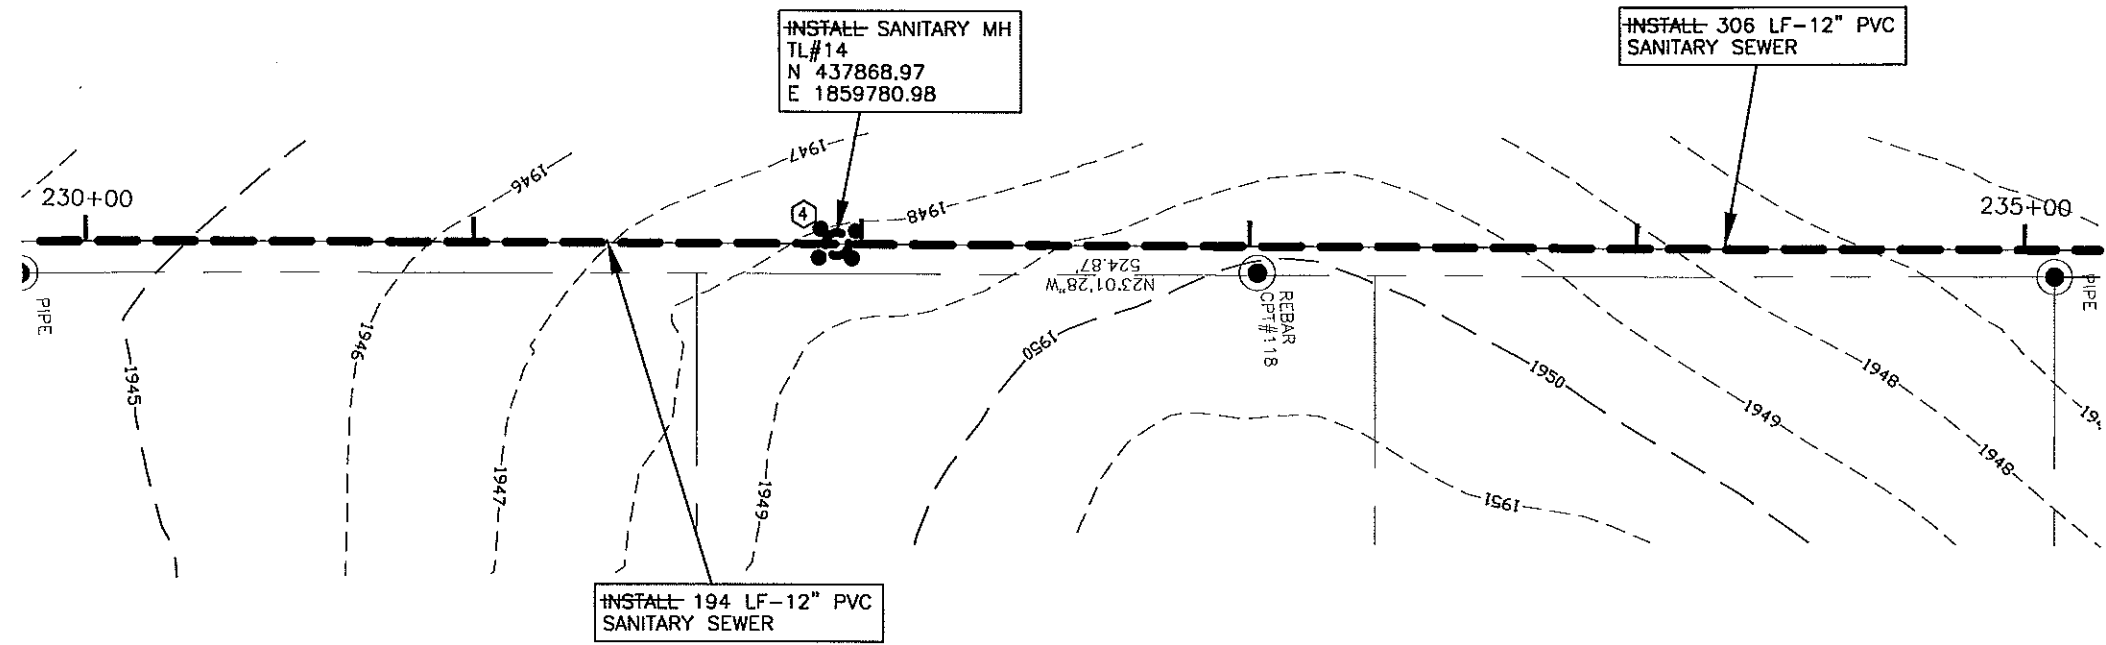 INSTALL SANITARY MH
TL#14
N 437868.97
E 1859780.98
INSTALL 306 LF-12" PVC
SANITARY SEWER
230+00
1946
1947
4
1948
235+00
PIPE
1945
1946
1947
1949
N23°01'28"W
524.87'
1950
REBAR
CPT#118
1950
1951
1949
1948
1948
PIPE
INSTALL 194 LF-12" PVC
SANITARY SEWER